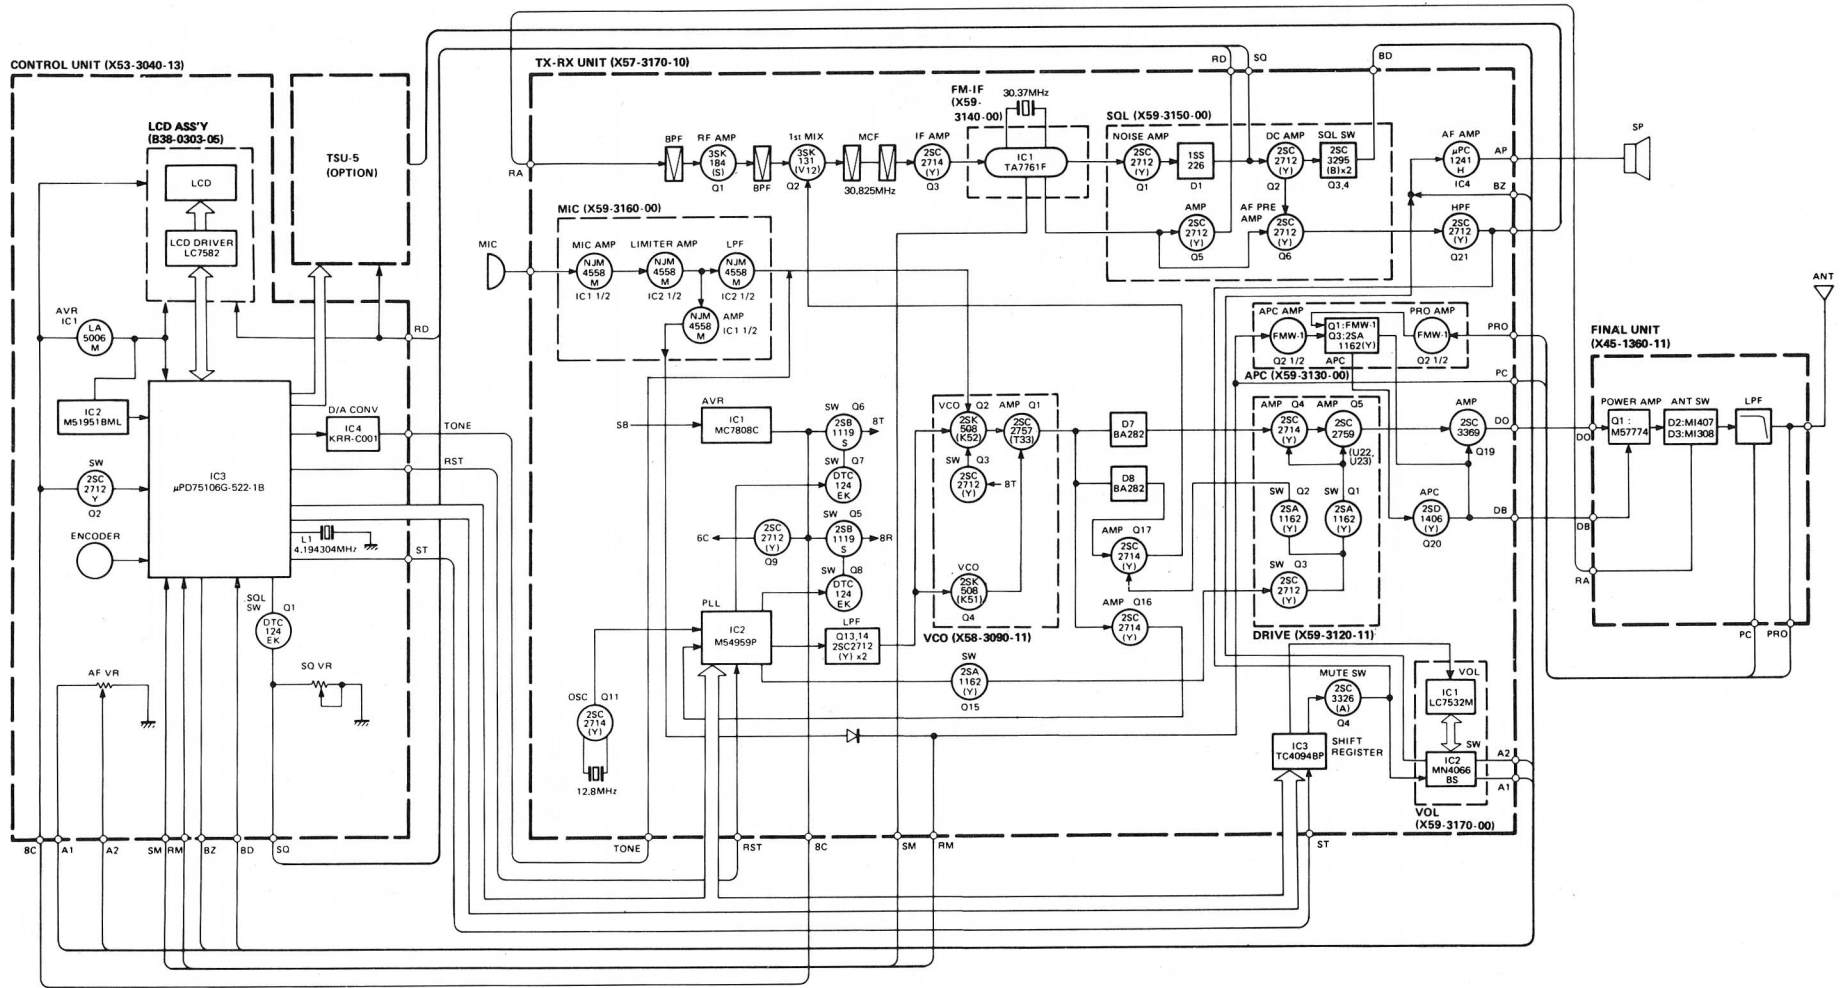 CONTROL UNIT (X53-3040-13)
LCD ASS'Y
(B38-0303-05)
LCD
LCD DRIVER
LC7582
TSU-5
(OPTION)
AVR
IC1
LA
5006
M
IC2
M51951BML
SW
2SC
2712
Y
Q2
ENCODER
IC3
μPD75106G-522-1B
D/A CONV
IC4
KRR-C001
L1
4.194304MHz
SQL
SW
Q1
DTC
124
EK
AF VR
SQ VR
RD
TONE
RST
ST
8C
A1
A2
SM
RM
BZ
BD
SQ
TX-RX UNIT (X57-3170-10)
RD
SQ
BD
RA
BPF
RF AMP
3SK
184
(S)
Q1
BPF
1st MIX
3SK
131
(V12)
Q2
MCF
30.825MHz
IF AMP
2SC
2714
(Y)
Q3
FM-IF
(X59-
3140-00)
30.37MHz
IC1
TA7761F
SQL (X59-3150-00)
NOISE AMP
2SC
2712
(Y)
Q1
1SS
226
D1
DC AMP
2SC
2712
(Y)
Q2
SQL SW
2SC
3295
(B)x2
Q3,4
AMP
2SC
2712
(Y)
Q5
AF PRE
AMP
2SC
2712
(Y)
Q6
AF AMP
μPC
1241
H
IC4
AP
BZ
HPF
2SC
2712
(Y)
Q21
SP
MIC
MIC (X59-3160-00)
MIC AMP
NJM
4558
M
IC1 1/2
LIMITER AMP
NJM
4558
M
IC2 1/2
LPF
NJM
4558
M
IC2 1/2
NJM
4558
M
AMP
IC1 1/2
APC AMP
FMW-1
Q2 1/2
Q1:FMW-1
Q3:2SA
1162(Y)
APC
PRO AMP
FMW-1
Q2 1/2
APC (X59-3130-00)
PRO
PC
SB
AVR
IC1
MC7808C
SW
Q6
2SB
1119
S
8T
SW
Q7
DTC
124
EK
6C
2SC
2712
(Y)
Q9
SW
Q5
2SB
1119
S
8R
SW
Q8
DTC
124
EK
VCO
Q2
2SK
508
(K52)
AMP
Q1
2SC
2757
(T33)
SW
Q3
2SC
2712
(Y)
8T
VCO
2SK
508
(K51)
Q4
VCO (X58-3090-11)
D7
BA282
D8
BA282
AMP
Q17
2SC
2714
(Y)
AMP
Q16
2SC
2714
(Y)
AMP
Q4
2SC
2714
(Y)
AMP
Q5
2SC
2759
(U22,
U23)
SW
Q2
2SA
1162
(Y)
SW
Q1
2SA
1162
(Y)
SW
Q3
2SC
2712
(Y)
DRIVE (X59-3120-11)
AMP
2SC
3369
Q19
DO
APC
2SD
1406
(Y)
Q20
DB
PLL
IC2
M54959P
LPF
Q13,14
2SC2712
(Y) x2
SW
2SA
1162
(Y)
Q15
OSC
Q11
2SC
2714
(Y)
12.8MHz
MUTE SW
2SC
3326
(A)
Q4
IC3
TC4094BP
SHIFT
REGISTER
VOL
IC1
LC7532M
SW
IC2
MN4066
BS
VOL
(X59-3170-00)
A2
A1
TONE
RST
8C
SM
RM
ST
FINAL UNIT
(X45-1360-11)
POWER AMP
Q1 :
M57774
ANT SW
D2:MI407
D3:MI308
LPF
ANT
DO
DB
RA
PC
PRO